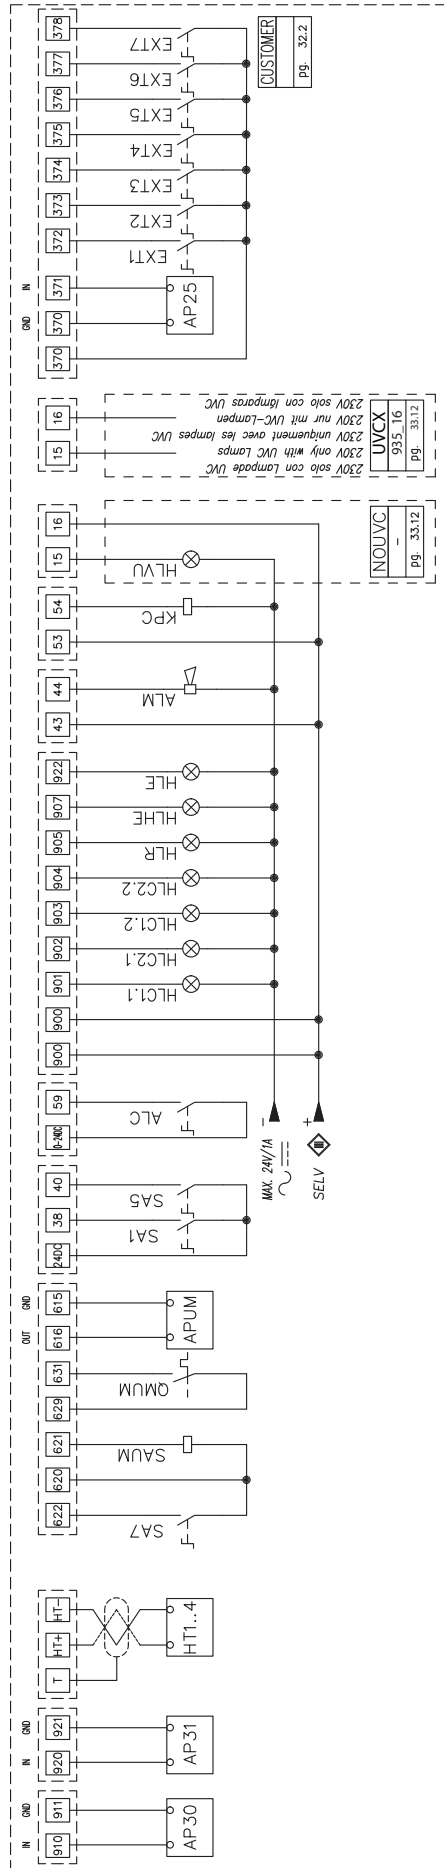 IN GND IN GND OUT GND GND IN
910 911 920 921 T HT+ HT- 622 620 621 629 631 616 615 24DC 38 40 0-24DC 59 900 900 901 902 903 904 905 907 922 43 44 53 54 15 16 15 16 370 370 371 372 373 374 375 376 377 378
SA7
SAUM
QMUM
SA1
SA5
ALC
HLC1.1
HLC2.1
HLC1.2
HLC2.2
HLR
HLHE
HLE
ALM
KPC
HLVU
EXT1
EXT2
EXT3
EXT4
EXT5
EXT6
EXT7
AP30
AP31
HT1..4
APUM
AP25
230V solo con Lampade UVC
230V only with UVC Lamps
230V uniquement avec les lampes UVC
230V nur mit UVC-Lampen
230V solo con lámparas UVC
MAX. 24V/1A
-
SELV
+
CUSTOMER
pg. 32.2
NOUVC
-
pg. 33.12
UVCX
935_16
pg. 33.12